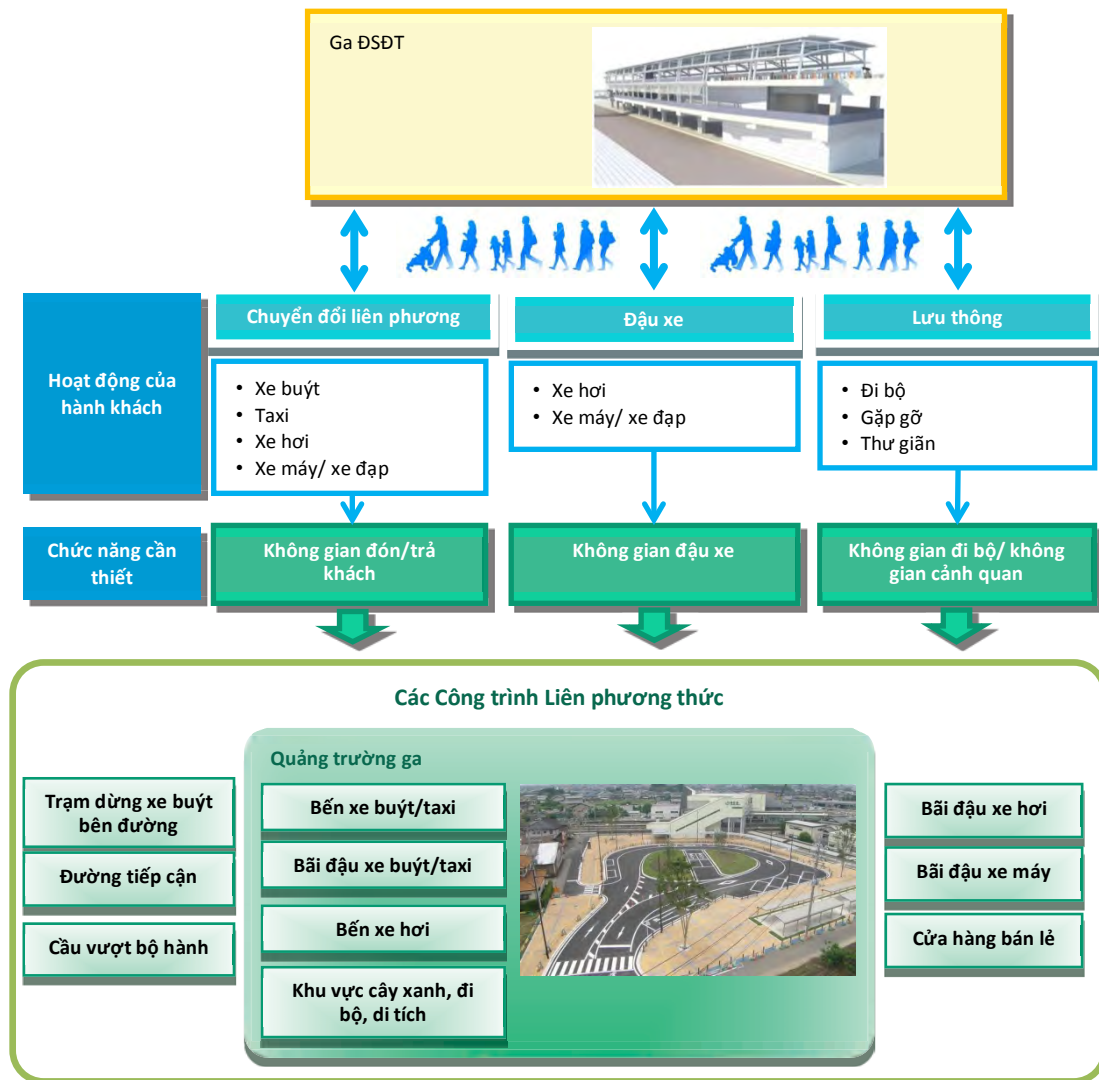 Ga ĐSĐT
Chuyển đổi liên phương
Đậu xe
Lưu thông
Hoạt động của
hành khách
• Xe buýt
• Taxi
• Xe hơi
• Xe máy/ xe đạp
• Xe hơi
• Xe máy/ xe đạp
• Đi bộ
• Gặp gỡ
• Thư giãn
Chức năng cần
thiết
Không gian đón/trả
khách
Không gian đậu xe
Không gian đi bộ/ không
gian cảnh quan
Các Công trình Liên phương thức
Trạm dừng xe buýt
bên đường
Đường tiếp cận
Cầu vượt bộ hành
Quảng trường ga
Bến xe buýt/taxi
Bãi đậu xe buýt/taxi
Bến xe hơi
Khu vực cây xanh, đi
bộ, di tích
Bãi đậu xe hơi
Bãi đậu xe máy
Cửa hàng bán lẻ